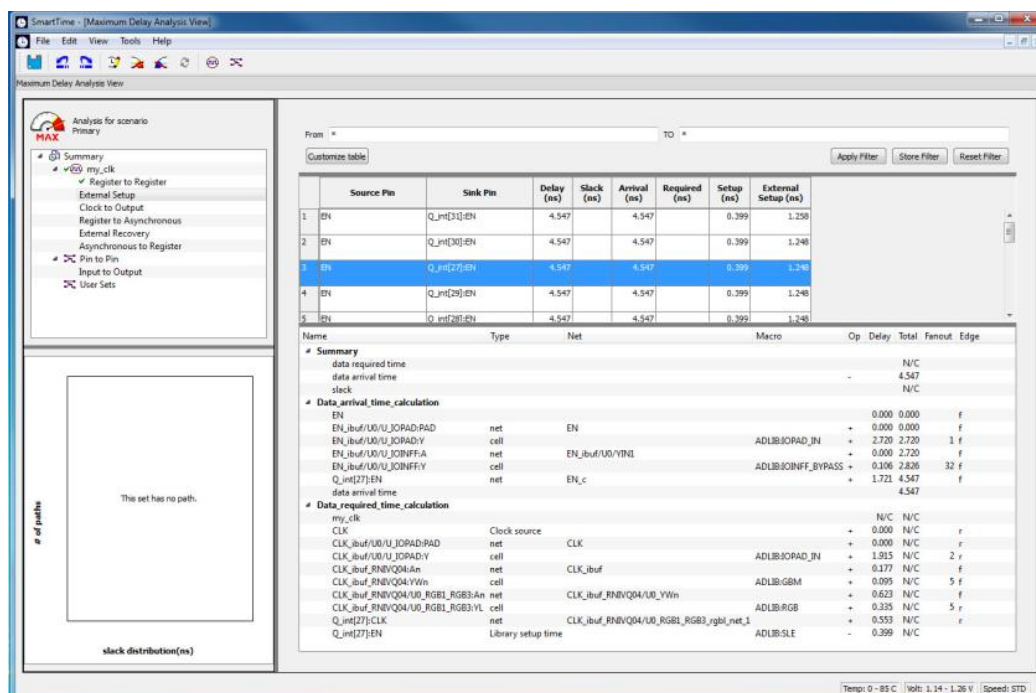 SmartTime - [Maximum Delay Analysis View]
File Edit View Tools Help
Maximum Delay Analysis View
Analysis for scenario
Primary
MAX
Summary
my_clk
Register to Register
External Setup
Clock to Output
Register to Asynchronous
External Recovery
Asynchronous to Register
Pin to Pin
Input to Output
User Sets
From * TO *
Customize table Apply Filter Store Filter Reset Filter
Source Pin Sink Pin Delay (ns) Slack (ns) Arrival (ns) Required (ns) Setup (ns) External Setup (ns)
1 EN Q_int[31]:EN 4.547 4.547 0.399 1.258
2 EN Q_int[30]:EN 4.547 4.547 0.399 1.248
3 EN Q_int[27]:EN 4.547 4.547 0.399 1.248
4 EN Q_int[29]:EN 4.547 4.547 0.399 1.248
5 EN Q_int[28]:EN 4.547 4.547 0.399 1.248
Name Type Net Macro Op Delay Total Fanout Edge
Summary
data required time N/C
data arrival time - 4.547
slack N/C
Data_arrival_time_calculation
EN 0.000 0.000 f
EN_ibuf/U0/U_IOPAD:PAD net EN + 0.000 0.000 f
EN_ibuf/U0/U_IOPAD:Y cell ADLIB:IOPAD_IN + 2.720 2.720 1 f
EN_ibuf/U0/U_IOINFF:A net EN_ibuf/U0/YIN1 + 0.000 2.720 f
EN_ibuf/U0/U_IOINFF:Y cell ADLIB:IOINFF_BYPASS + 0.106 2.826 32 f
Q_int[27]:EN net EN_c + 1.721 4.547 f
data arrival time 4.547
Data_required_time_calculation
my_clk N/C N/C
CLK Clock source + 0.000 N/C r
CLK_ibuf/U0/U_IOPAD:PAD net CLK + 0.000 N/C r
CLK_ibuf/U0/U_IOPAD:Y cell ADLIB:IOPAD_IN + 1.915 N/C 2 r
CLK_ibuf_RNIVQ04:An net CLK_ibuf + 0.177 N/C f
CLK_ibuf_RNIVQ04:YWn cell ADLIB:GBM + 0.095 N/C 5 f
CLK_ibuf_RNIVQ04/U0_RGB1_RGB3:An net CLK_ibuf_RNIVQ04/U0_YWn + 0.623 N/C f
CLK_ibuf_RNIVQ04/U0_RGB1_RGB3:YL cell ADLIB:RGB + 0.335 N/C 5 r
Q_int[27]:CLK net CLK_ibuf_RNIVQ04/U0_RGB1_RGB3_rgbl_net_1 + 0.553 N/C r
Q_int[27]:EN Library setup time ADLIB:SLE - 0.399 N/C
# of paths
This set has no path.
slack distribution(ns)
Temp: 0 - 85 C Volt: 1.14 - 1.26 V Speed: STD